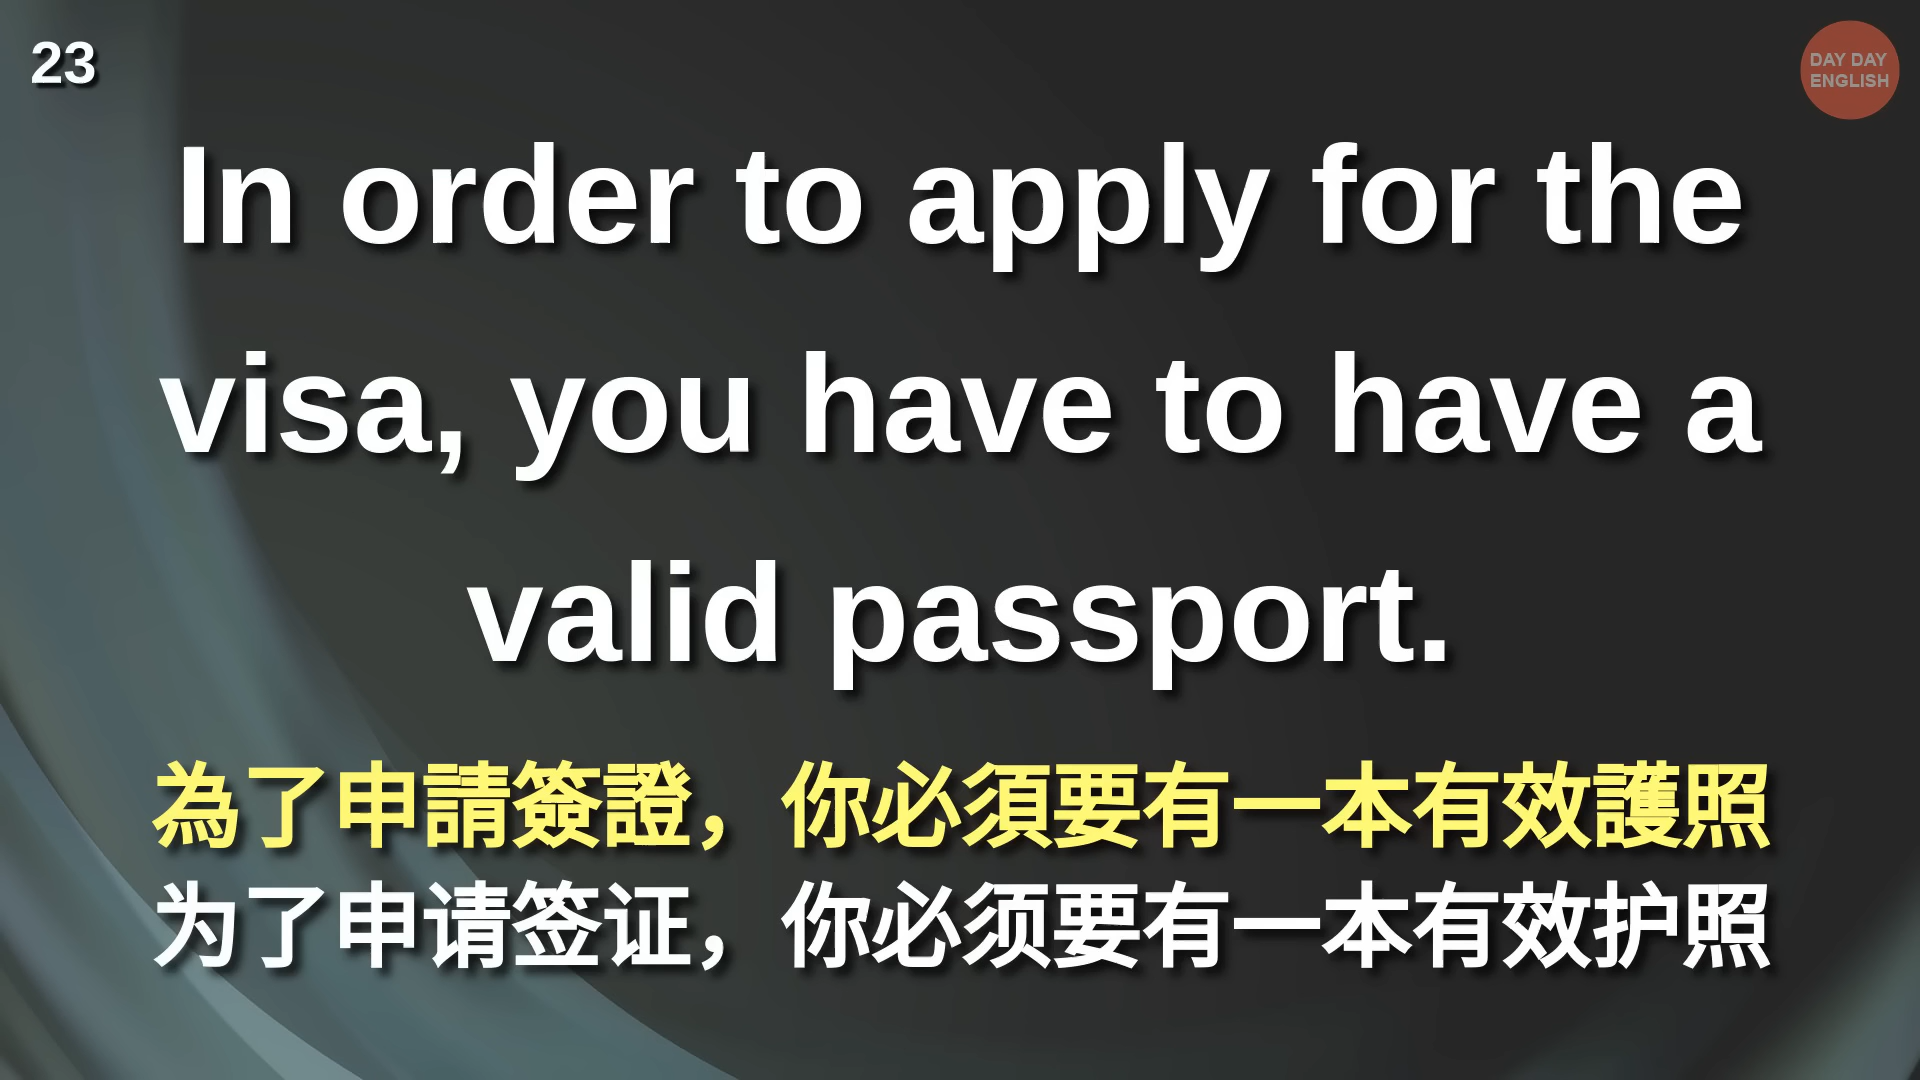 23
DAY DAY
ENGLISH
In order to apply for the
visa, you have to have a
valid passport.
為了申請簽證，你必須要有一本有效護照
为了申请签证，你必须要有一本有效护照